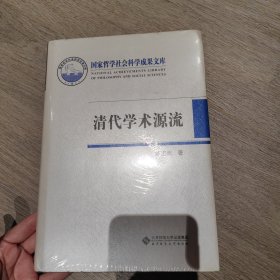 国家哲学社会科学成果文库
NATIONAL ACHIEVEMENTS LIBRARY
OF PHILOSOPHY AND SOCIAL SCIENCES
清代学术源流
著